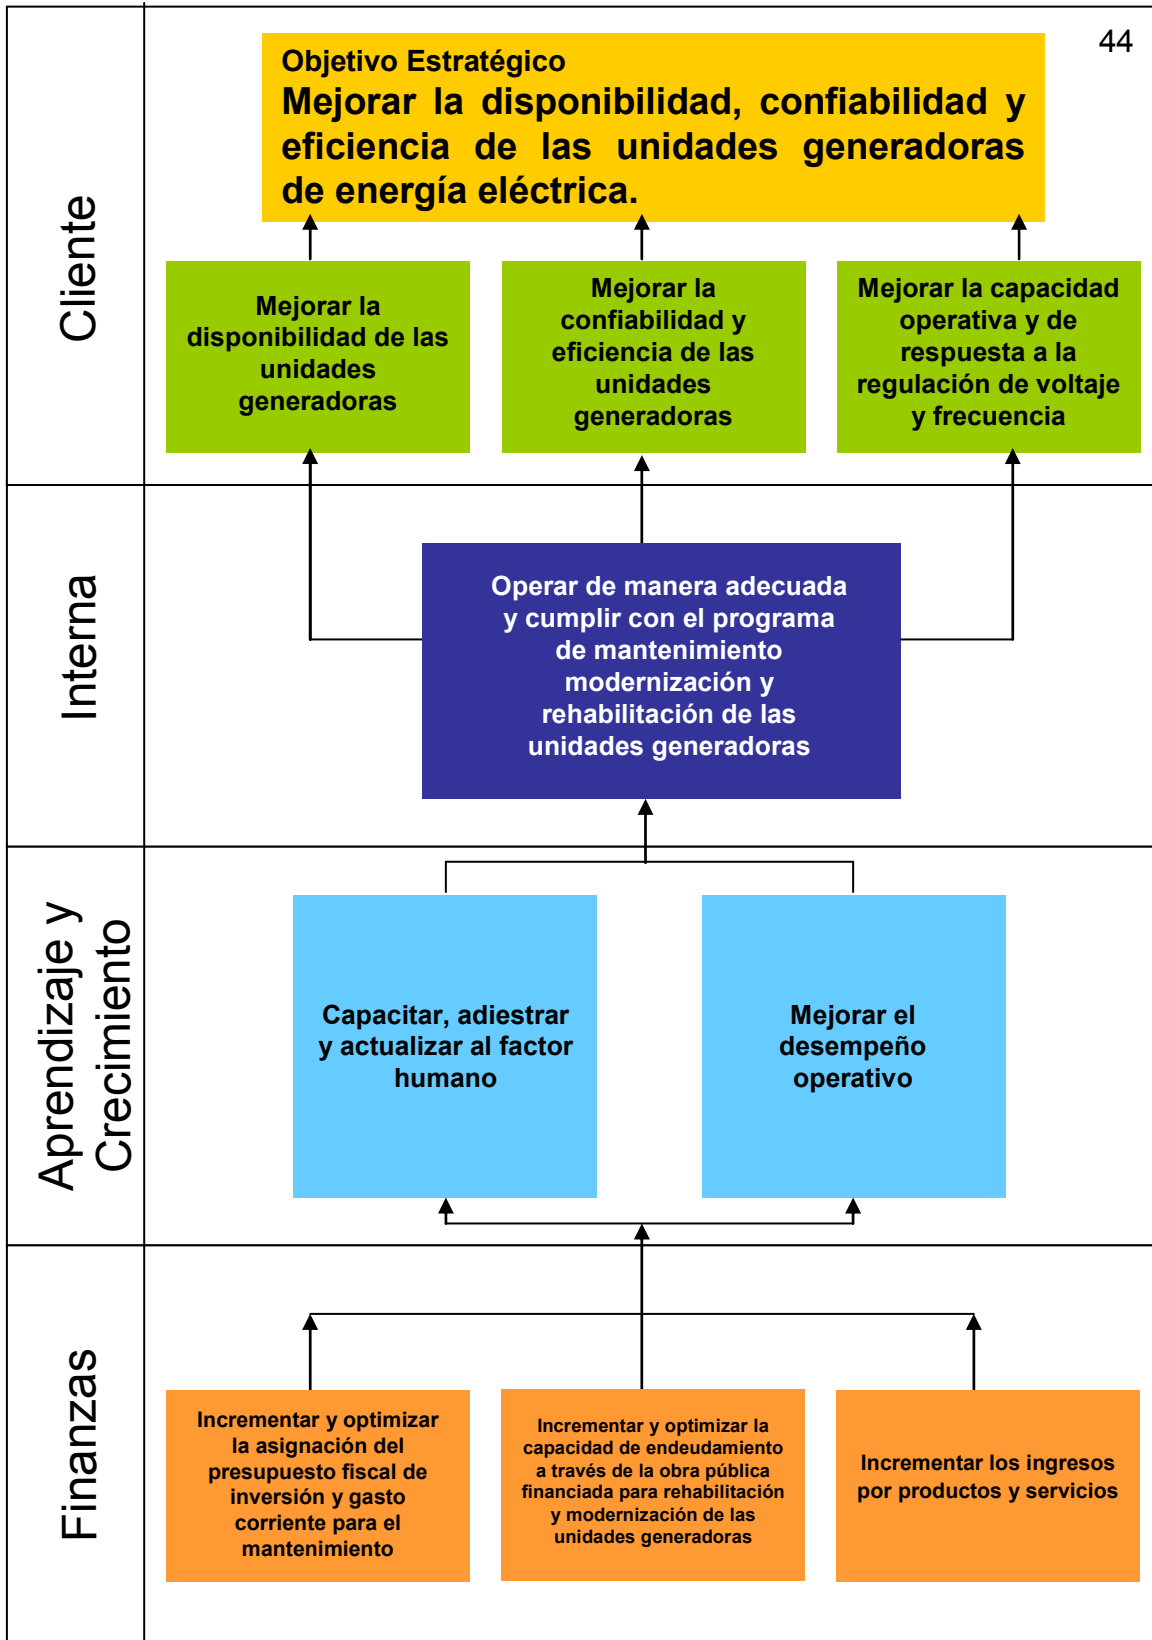 44
Objetivo Estratégico
Mejorar la disponibilidad, confiabilidad y
eficiencia de las unidades generadoras
de energía eléctrica.
Cliente
Mejorar la
disponibilidad de las
unidades
generadoras
Mejorar la
confiabilidad y
eficiencia de las
unidades
generadoras
Mejorar la capacidad
operativa y de
respuesta a la
regulación de voltaje
y frecuencia
Interna
Operar de manera adecuada
y cumplir con el programa
de mantenimiento
modernización y
rehabilitación de las
unidades generadoras
Aprendizaje y
Crecimiento
Capacitar, adiestrar
y actualizar al factor
humano
Mejorar el
desempeño
operativo
Finanzas
Incrementar y optimizar
la asignación del
presupuesto fiscal de
inversión y gasto
corriente para el
mantenimiento
Incrementar y optimizar la
capacidad de endeudamiento
a través de la obra pública
financiada para rehabilitación
y modernización de las
unidades generadoras
Incrementar los ingresos
por productos y servicios